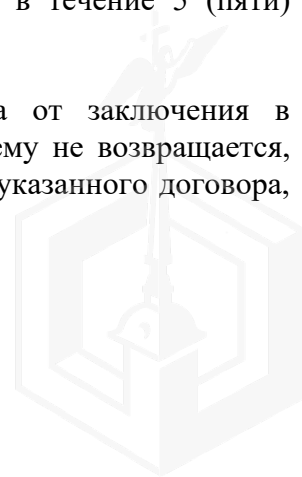 в течение 5 (пяти)
от заключения в
ему не возвращается,
указанного договора,